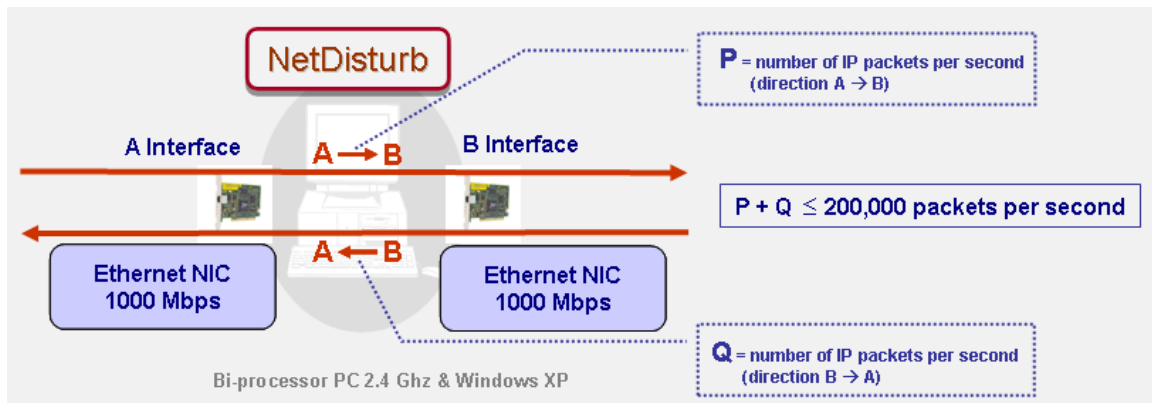 NetDisturb
P = number of IP packets per second
(direction A → B)
A Interface
B Interface
A → B
P + Q ≤ 200,000 packets per second
A ← B
Ethernet NIC
1000 Mbps
Ethernet NIC
1000 Mbps
Q = number of IP packets per second
(direction B → A)
Bi-processor PC 2.4 Ghz & Windows XP